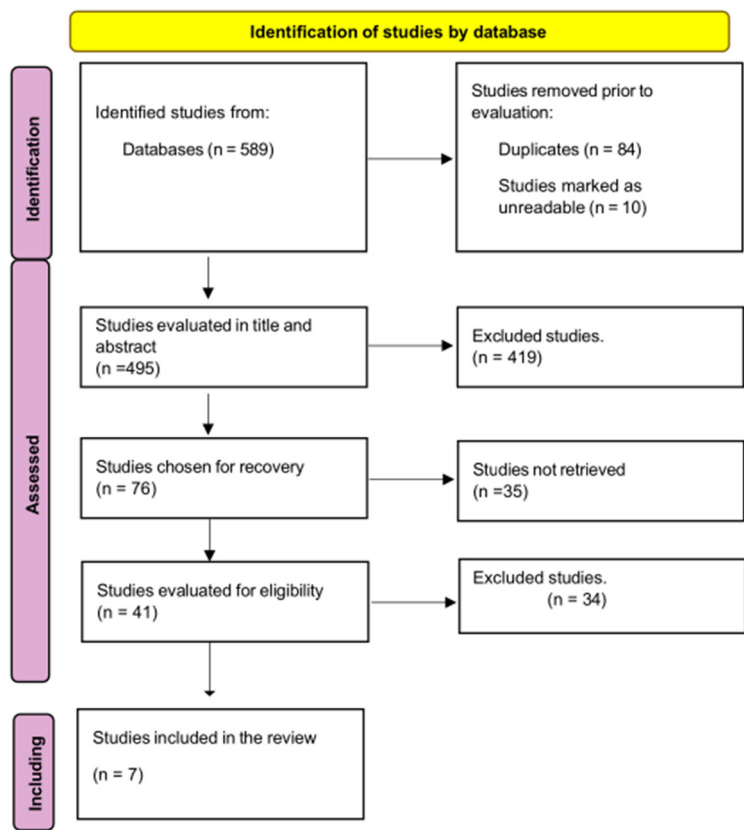 Identification of studies by database
Identification
Identified studies from:
Databases (n = 589)
Studies removed prior to
evaluation:
Duplicates (n = 84)
Studies marked as
unreadable (n = 10)
Assessed
Studies evaluated in title and
abstract
(n =495)
Excluded studies.
(n = 419)
Studies chosen for recovery
(n = 76)
Studies not retrieved
(n =35)
Studies evaluated for eligibility
(n = 41)
Excluded studies.
(n = 34)
Including
Studies included in the review
(n = 7)